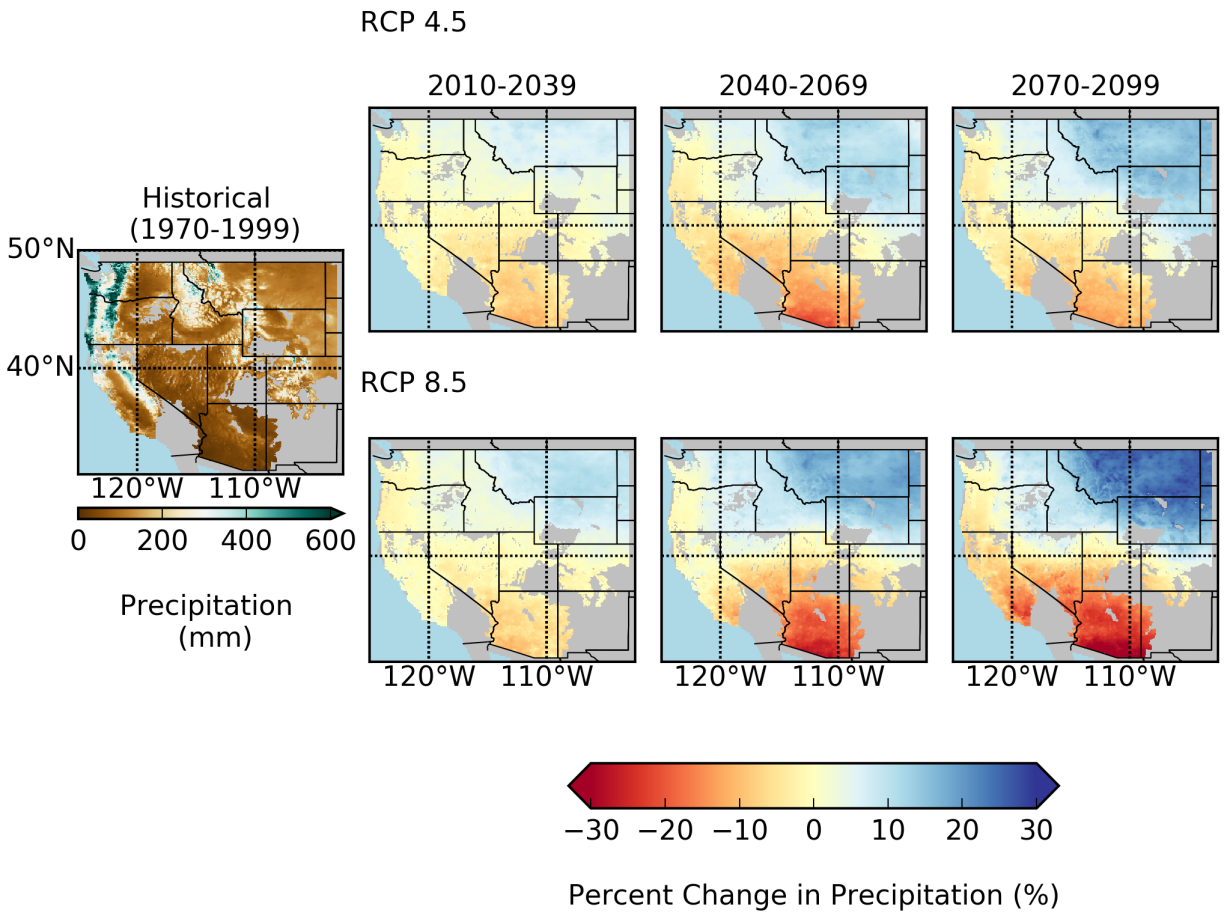 RCP 4.5
2010-2039 2040-2069 2070-2099
Historical
(1970-1999)
50°N
40°N
120°W 110°W
0 200 400 600
Precipitation
(mm)
RCP 8.5
120°W 110°W 120°W 110°W 120°W 110°W
−30 −20 −10 0 10 20 30
Percent Change in Precipitation (%)